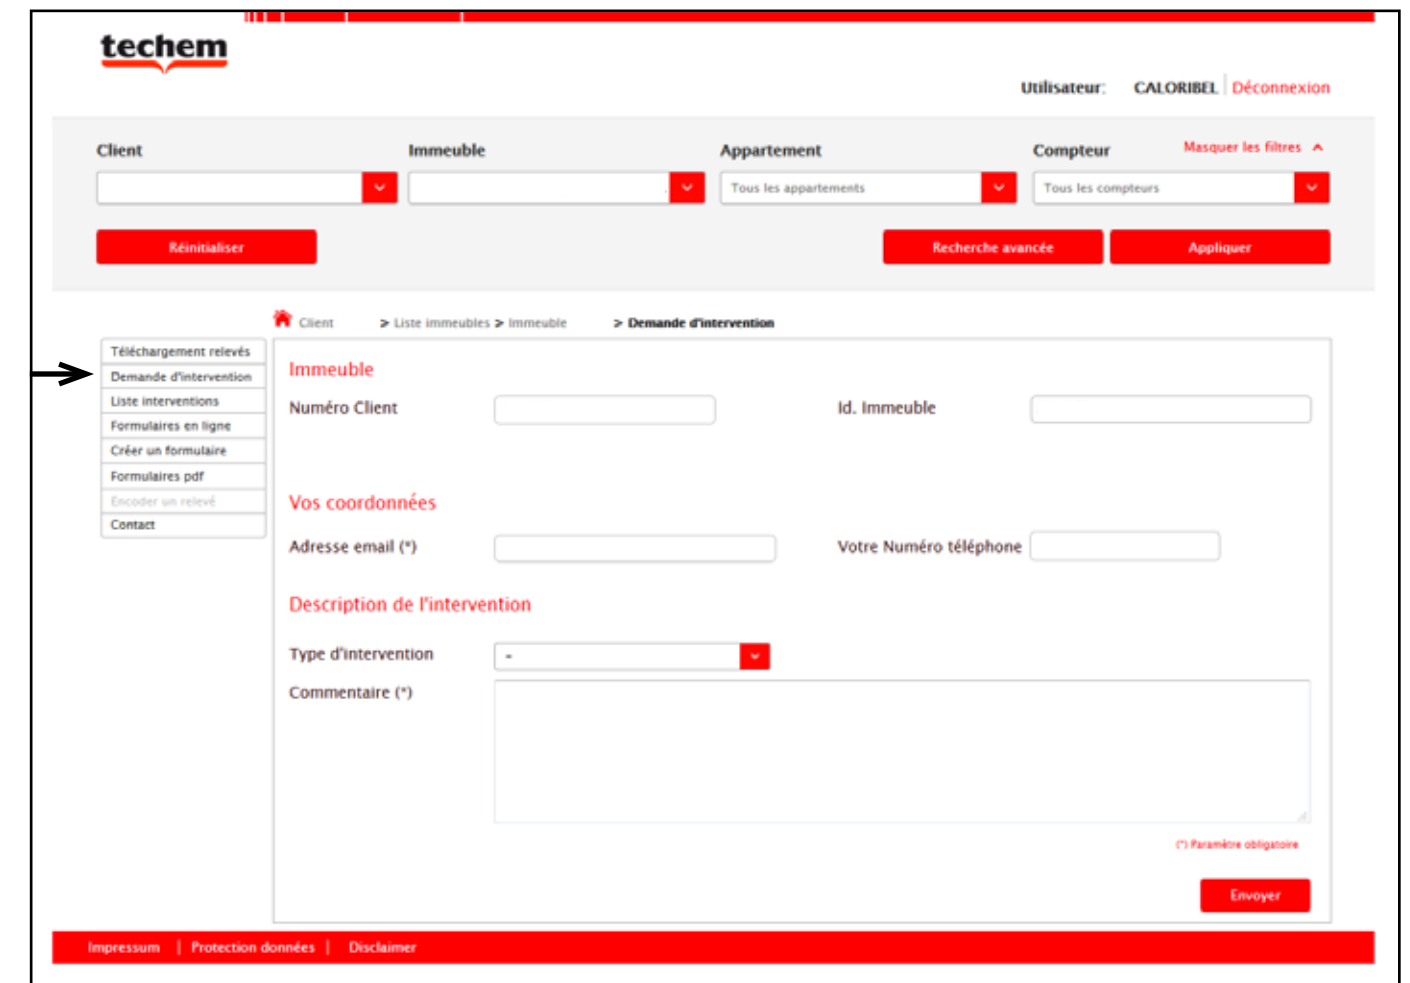 techem
Utilisateur: CALORIBEL Déconnexion
Client Immeuble Appartement Compteur Masquer les filtres
Tous les appartements Tous les compteurs
Réinitialiser Recherche avancée Appliquer
Client > Liste immeubles > Immeuble > Demande d'intervention
Téléchargement relevés
Demande d'intervention
Liste interventions
Formulaires en ligne
Créer un formulaire
Formulaires pdf
Encoder un relevé
Contact
Immeuble
Numéro Client Id. Immeuble
Vos coordonnées
Adresse email (*) Votre Numéro téléphone
Description de l'intervention
Type d'intervention -
Commentaire (*)
(*) Paramètre obligatoire
Envoyer
Impressum | Protection données | Disclaimer